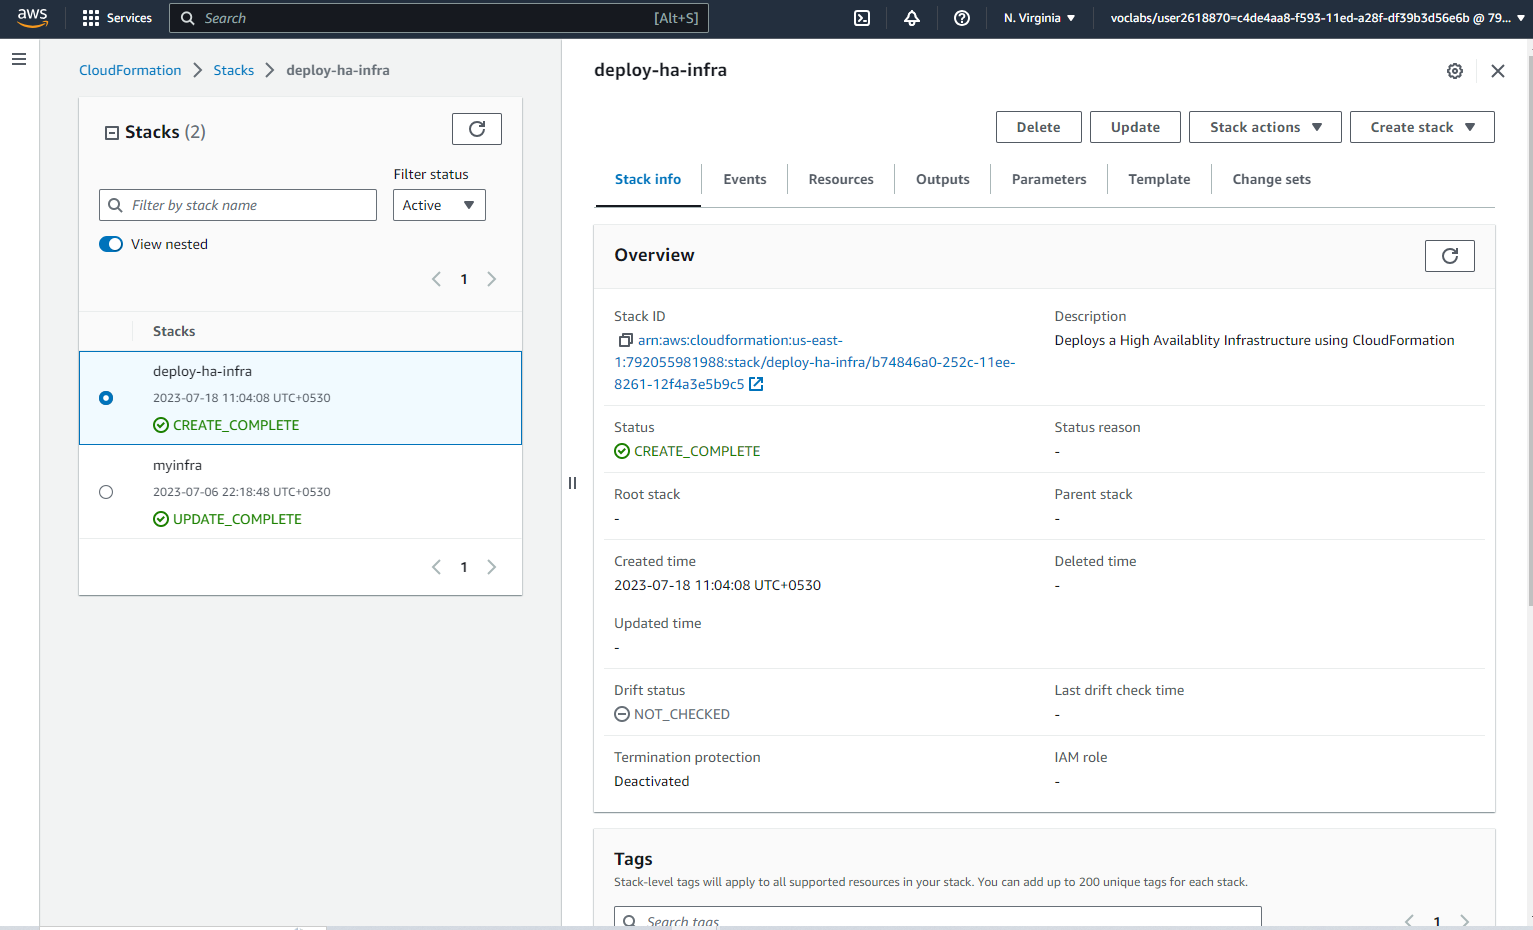 aws
Services
Search
[Alt+S]
N. Virginia
voclabs/user2618870=c4de4aa8-f593-11ed-a28f-df39b3d56e6b @ 79...
CloudFormation
Stacks
deploy-ha-infra
Stacks (2)
Filter status
Filter by stack name
Active
View nested
1
Stacks
deploy-ha-infra
2023-07-18 11:04:08 UTC+0530
CREATE_COMPLETE
myinfra
2023-07-06 22:18:48 UTC+0530
UPDATE_COMPLETE
1
deploy-ha-infra
Delete
Update
Stack actions
Create stack
Stack info
Events
Resources
Outputs
Parameters
Template
Change sets
Overview
Stack ID
arn:aws:cloudformation:us-east-
1:792055981988:stack/deploy-ha-infra/b74846a0-252c-11ee-
8261-12f4a3e5b9c5
Description
Deploys a High Availablity Infrastructure using CloudFormation
Status
CREATE_COMPLETE
Status reason
-
Root stack
-
Parent stack
-
Created time
2023-07-18 11:04:08 UTC+0530
Deleted time
-
Updated time
-
Drift status
NOT_CHECKED
Last drift check time
-
Termination protection
Deactivated
IAM role
-
Tags
Stack-level tags will apply to all supported resources in your stack. You can add up to 200 unique tags for each stack.
Search tags
1